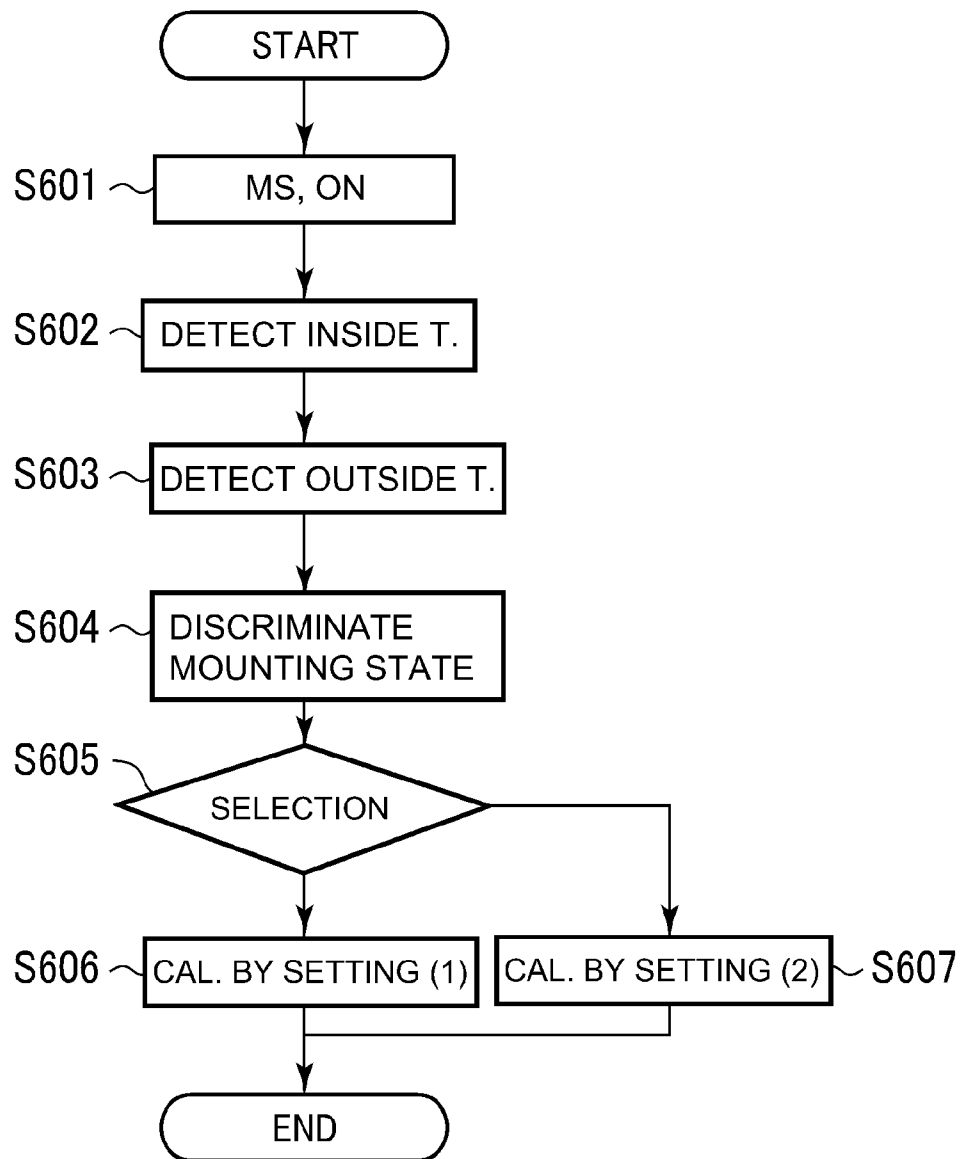 START
S601
MS, ON
S602
DETECT INSIDE T.
S603
DETECT OUTSIDE T.
S604
DISCRIMINATE
MOUNTING STATE
S605
SELECTION
S606
CAL. BY SETTING (1)
CAL. BY SETTING (2)
S607
END